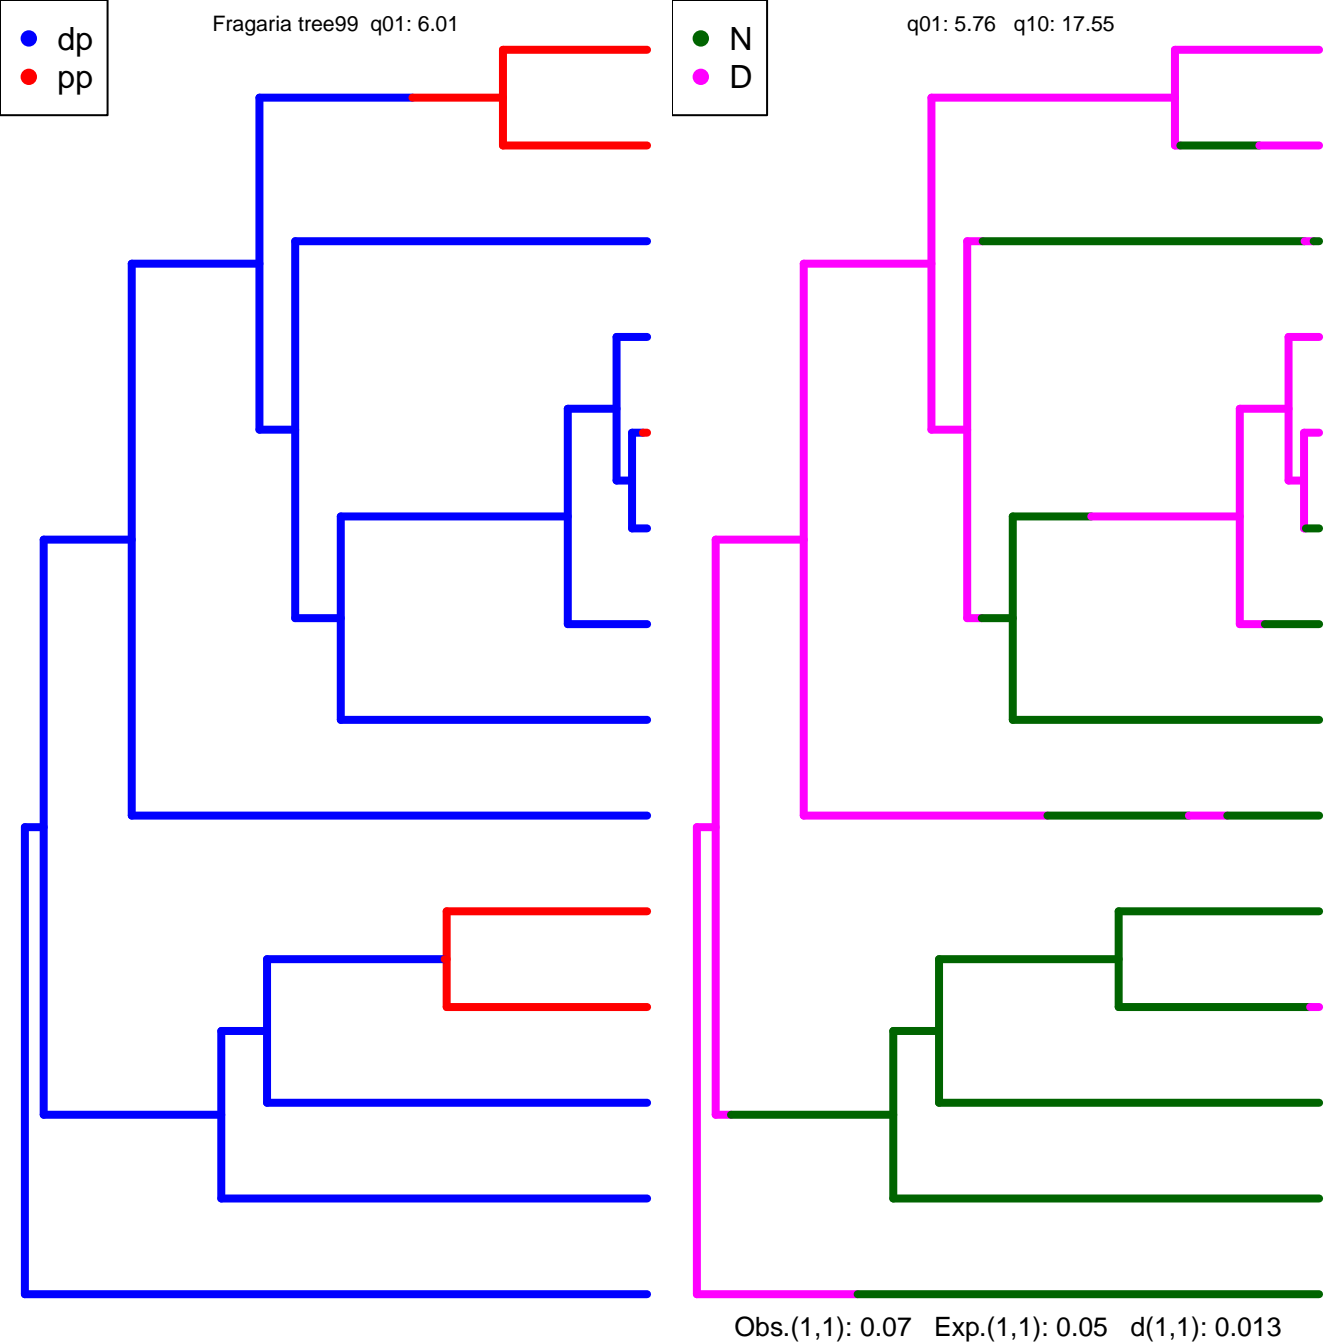 Fragaria tree99  q01: 6.01
dp
pp
q01: 5.76   q10: 17.55
N
D
Obs.(1,1): 0.07   Exp.(1,1): 0.05   d(1,1): 0.013